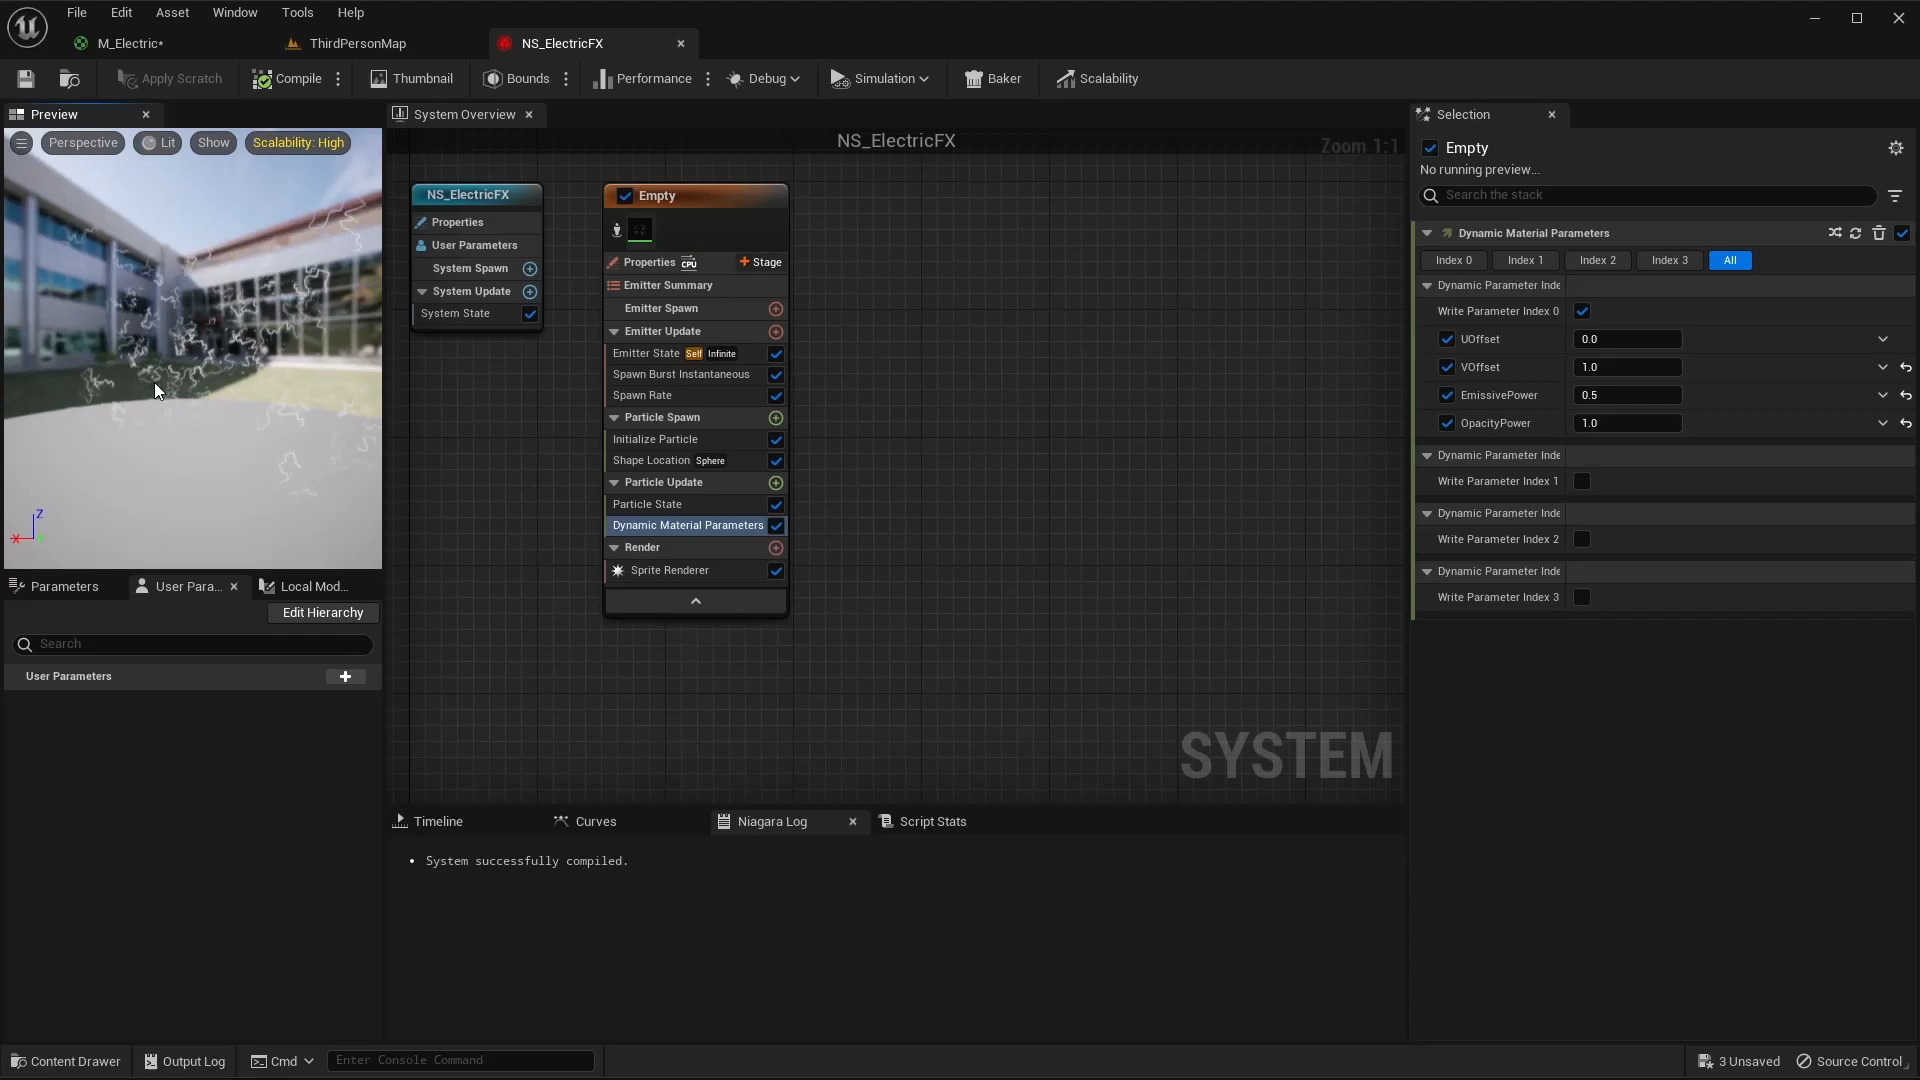 File Edit Asset Window Tools Help
M_Electric*
ThirdPersonMap
NS_ElectricFX
Apply Scratch
Compile
Thumbnail
Bounds
Performance
Debug
Simulation
Baker
Scalability
Preview
Perspective
Lit
Show
Scalability: High
Z
X
Parameters
User Para...
Local Mod...
Edit Hierarchy
Search
User Parameters
System Overview
NS_ElectricFX
Zoom 1:1
NS_ElectricFX
Properties
User Parameters
System Spawn
System Update
System State
Empty
Properties CPU
Stage
Emitter Summary
Emitter Spawn
Emitter Update
Emitter State Self Infinite
Spawn Burst Instantaneous
Spawn Rate
Particle Spawn
Initialize Particle
Shape Location Sphere
Particle Update
Particle State
Dynamic Material Parameters
Render
Sprite Renderer
SYSTEM
Timeline
Curves
Niagara Log
Script Stats
System successfully compiled.
Selection
Empty
No running preview...
Search the stack
Dynamic Material Parameters
Index 0
Index 1
Index 2
Index 3
All
Dynamic Parameter Inde
Write Parameter Index 0
UOffset 0.0
VOffset 1.0
EmissivePower 0.5
OpacityPower 1.0
Dynamic Parameter Inde
Write Parameter Index 1
Dynamic Parameter Inde
Write Parameter Index 2
Dynamic Parameter Inde
Write Parameter Index 3
Content Drawer
Output Log
Cmd
Enter Console Command
3 Unsaved
Source Control